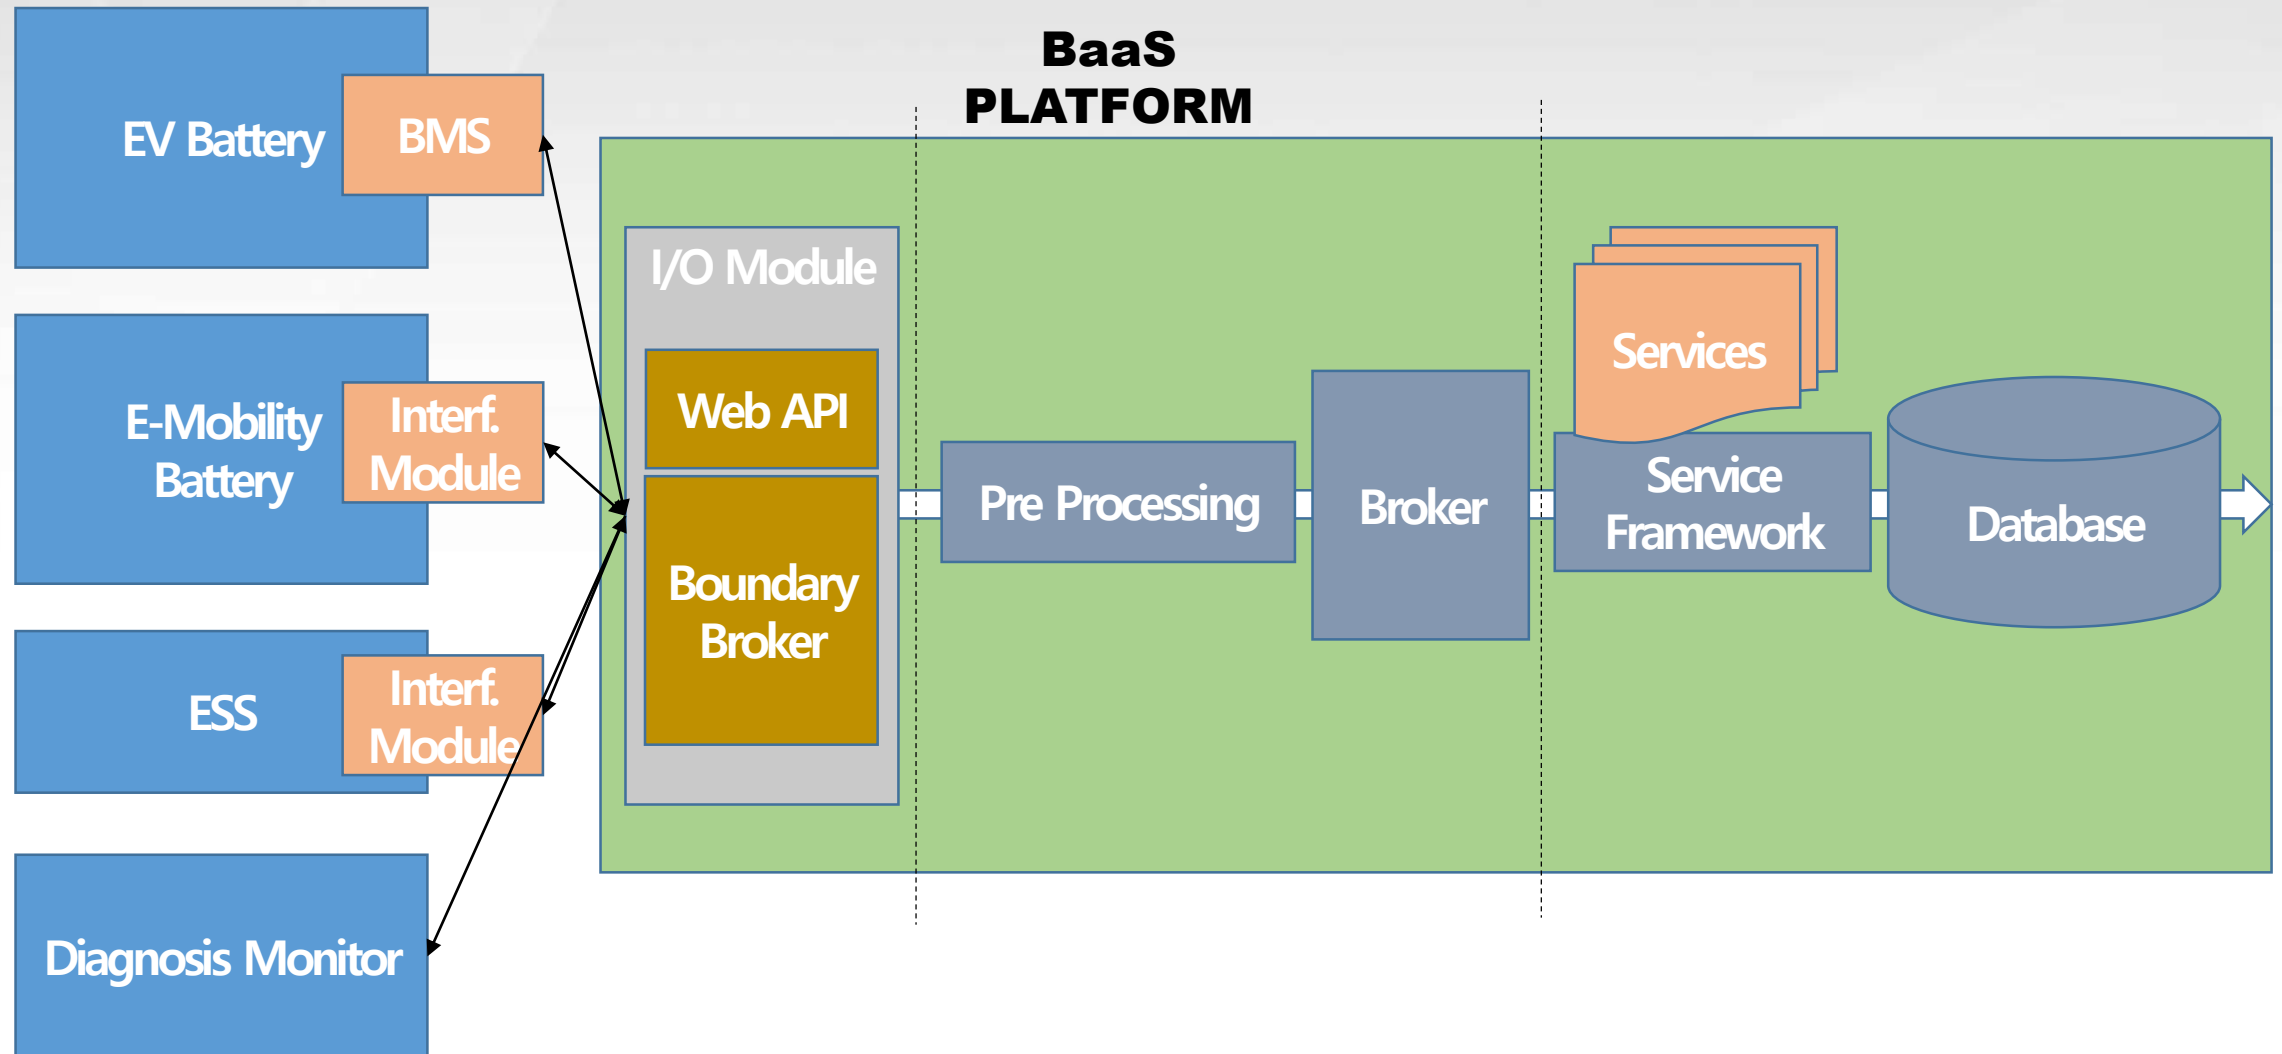 BaaS
PLATFORM
EV Battery
BMS
E-Mobility
Battery
Interf.
Module
ESS
Interf.
Module
Diagnosis Monitor
I/O Module
Web API
Boundary
Broker
Pre Processing
Broker
Services
Service
Framework
Database